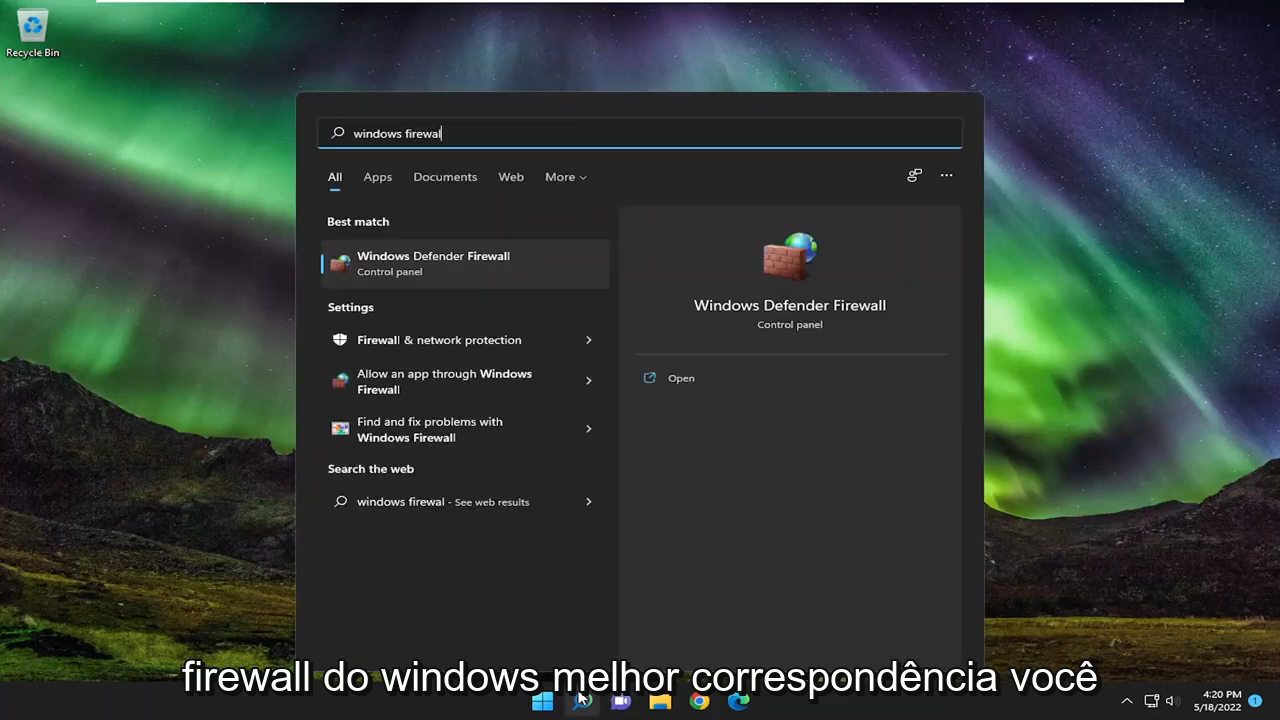 Recycle Bin
windows firewal
All Apps Documents Web More
Best match
Windows Defender Firewall
Control panel
Settings
Firewall & network protection
Allow an app through Windows
Firewall
Find and fix problems with
Windows Firewall
Search the web
windows firewal - See web results
Windows Defender Firewall
Control panel
Open
firewall do windows melhor correspondência você
4:20 PM
5/18/2022
1